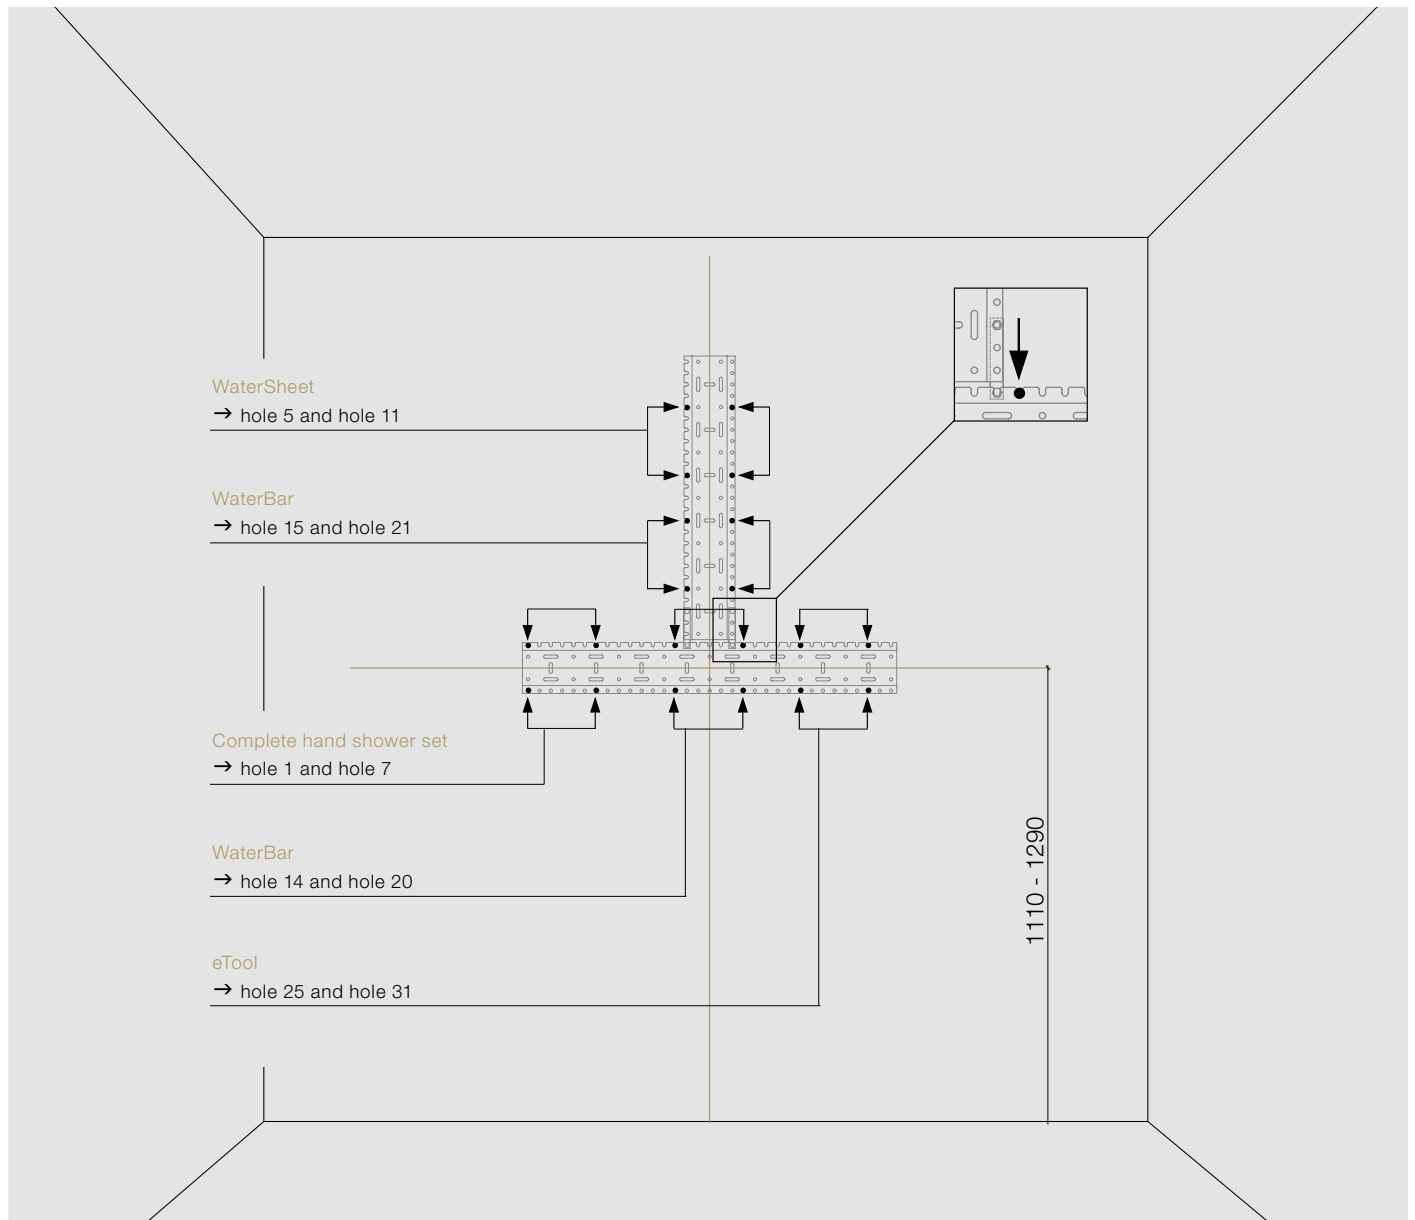 WaterSheet
→ hole 5 and hole 11
WaterBar
→ hole 15 and hole 21
Complete hand shower set
→ hole 1 and hole 7
WaterBar
→ hole 14 and hole 20
eTool
→ hole 25 and hole 31
1110 - 1290